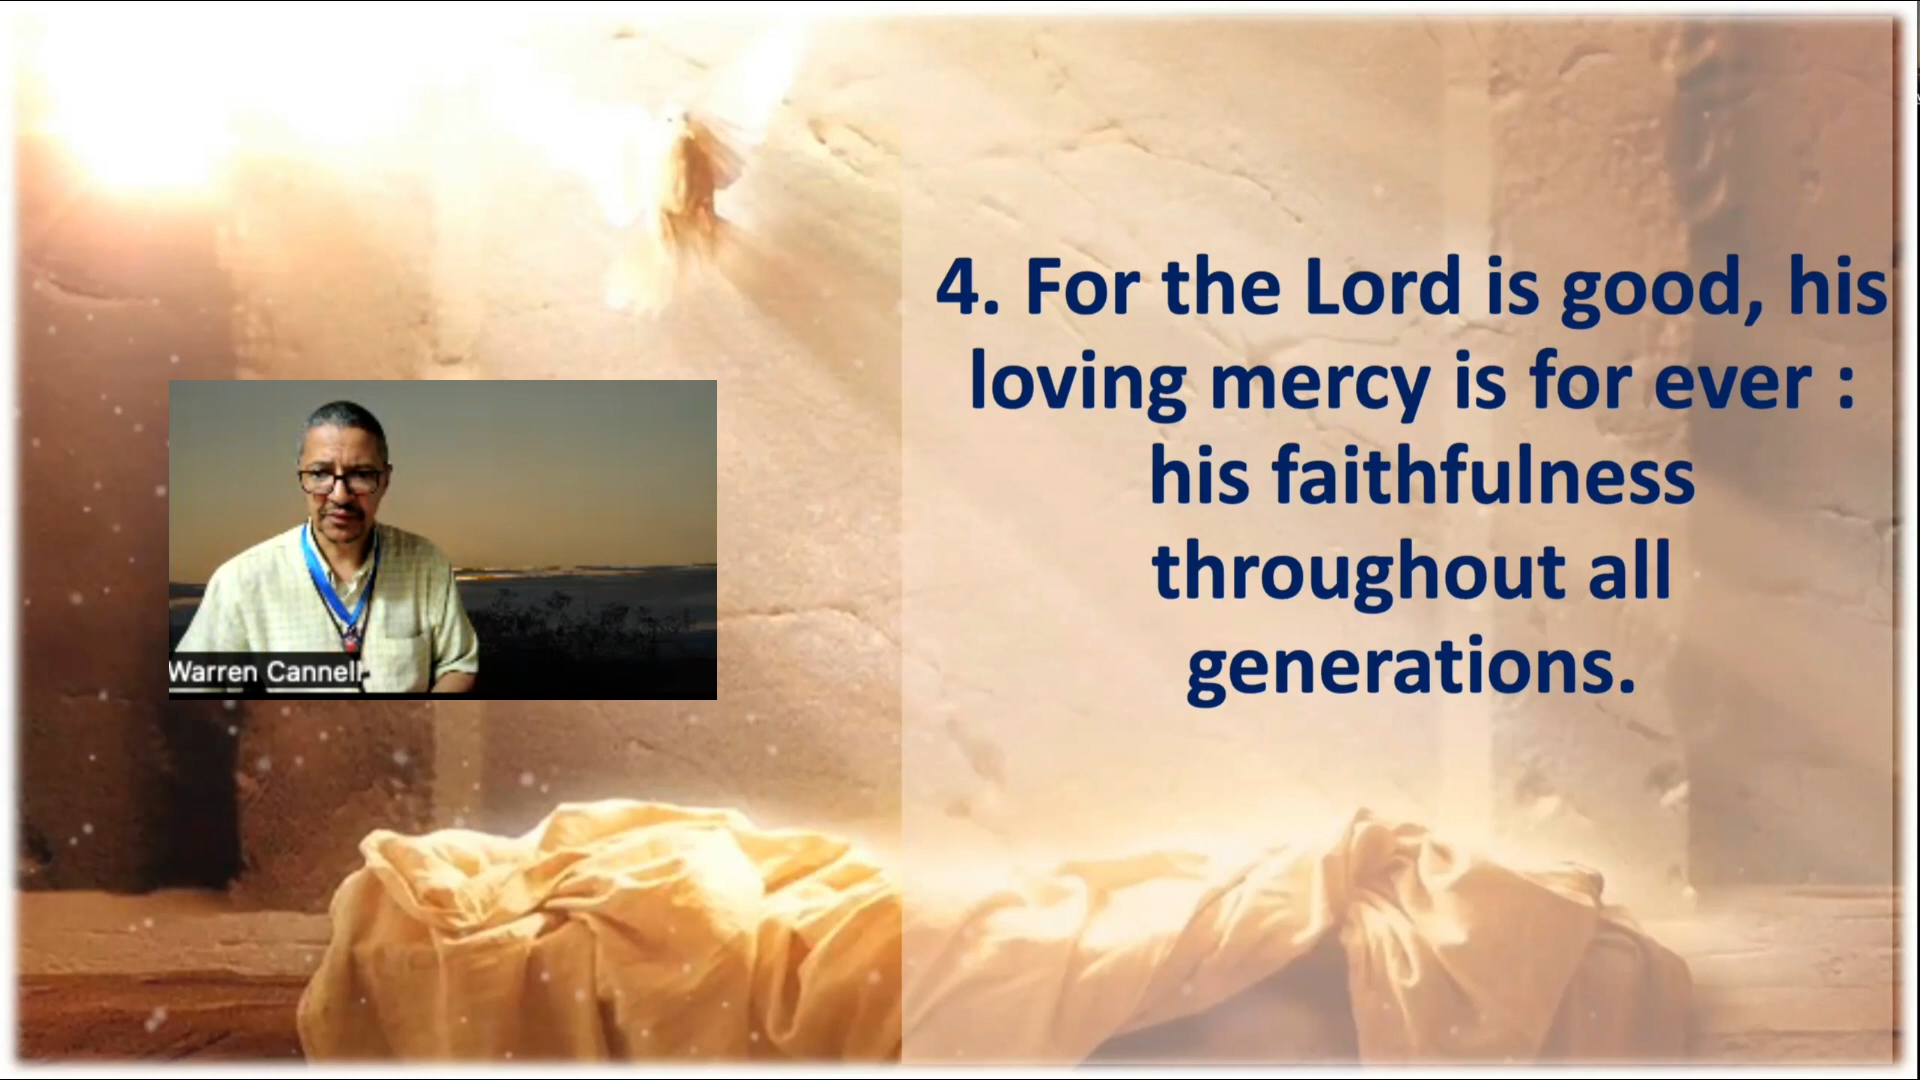 4. For the Lord is good, his
loving mercy is for ever :
his faithfulness
throughout all
generations.
Warren Cannell